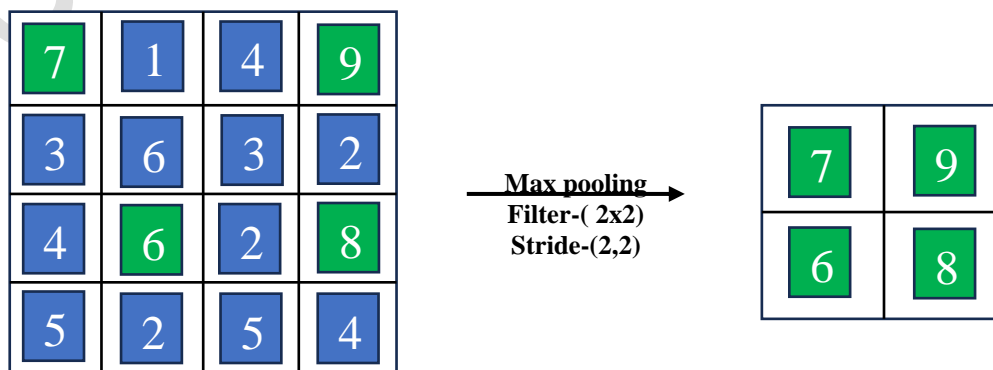 7 1 4 9
3 6 3 2
4 6 2 8
5 2 5 4
Max pooling
Filter-( 2x2)
Stride-(2,2)
7 9
6 8